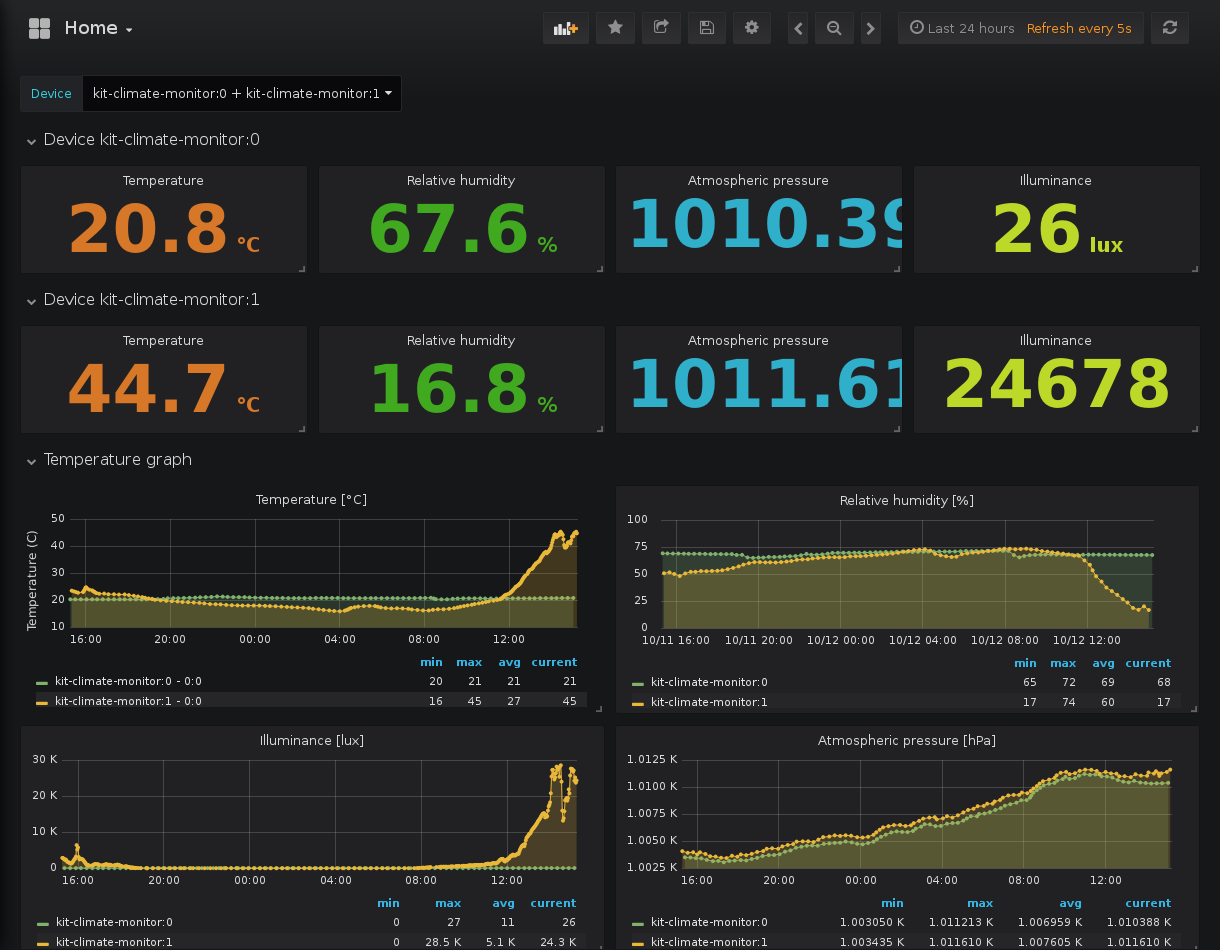 Home
Last 24 hours Refresh every 5s
Device kit-climate-monitor:0 + kit-climate-monitor:1
Device kit-climate-monitor:0
Temperature Relative humidity Atmospheric pressure Illuminance
20.8 °C 67.6 % 1010.39 26 lux
Device kit-climate-monitor:1
Temperature Relative humidity Atmospheric pressure Illuminance
44.7 °C 16.8 % 1011.61 24678
Temperature graph
Temperature [°C]
Temperature (C)
50
40
30
20
10
16:00 20:00 00:00 04:00 08:00 12:00
min max avg current
kit-climate-monitor:0 - 0:0 20 21 21 21
kit-climate-monitor:1 - 0:0 16 45 27 45
Relative humidity [%]
100
75
50
25
0
10/11 16:00 10/11 20:00 10/12 00:00 10/12 04:00 10/12 08:00 10/12 12:00
min max avg current
kit-climate-monitor:0 65 72 69 68
kit-climate-monitor:1 17 74 60 17
Illuminance [lux]
30 K
20 K
10 K
0
16:00 20:00 00:00 04:00 08:00 12:00
min max avg current
kit-climate-monitor:0 0 27 11 26
kit-climate-monitor:1 0 28.5 K 5.1 K 24.3 K
Atmospheric pressure [hPa]
1.0125 K
1.0100 K
1.0075 K
1.0050 K
1.0025 K
16:00 20:00 00:00 04:00 08:00 12:00
min max avg current
kit-climate-monitor:0 1.003050 K 1.011213 K 1.006959 K 1.010388 K
kit-climate-monitor:1 1.003435 K 1.011610 K 1.007605 K 1.011610 K